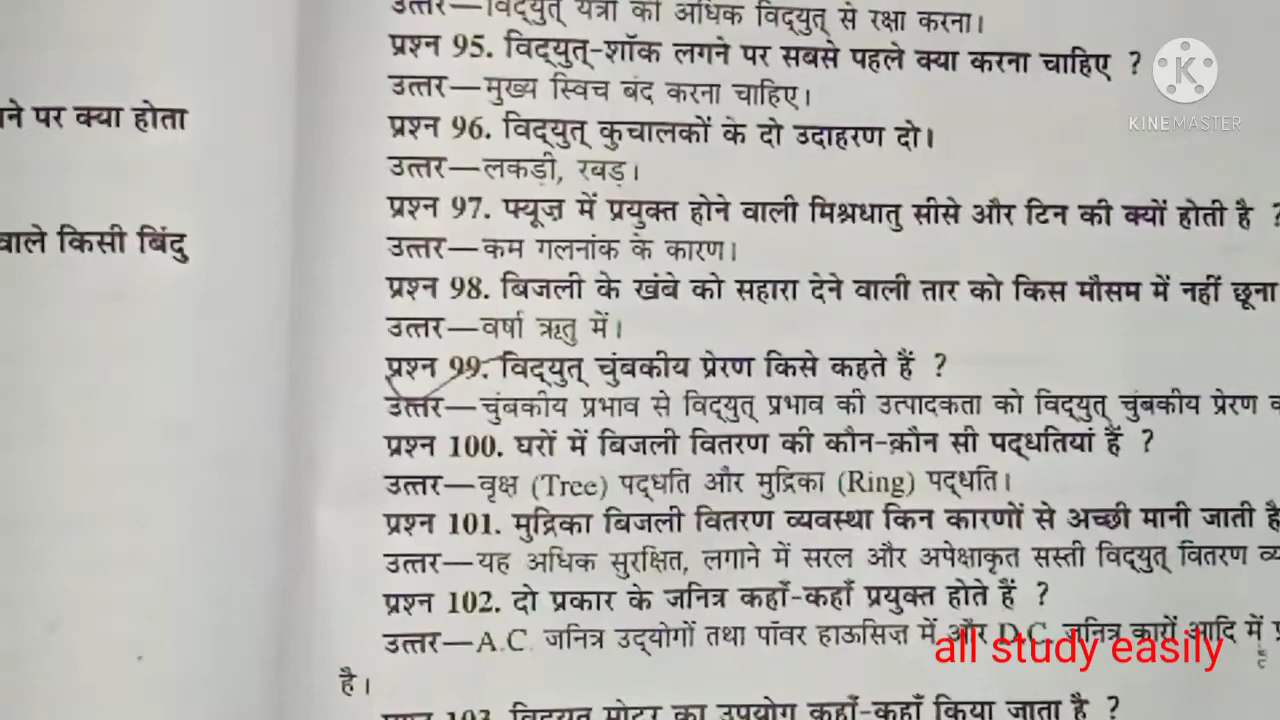 उत्तर—विद्युत् यंत्रों को अधिक विद्युत् से रक्षा करना।
प्रश्न 95. विद्युत्-शॉक लगने पर सबसे पहले क्या करना चाहिए ?
उत्तर—मुख्य स्विच बंद करना चाहिए।
ने पर क्या होता
प्रश्न 96. विद्युत् कुचालकों के दो उदाहरण दो।
उत्तर—लकड़ी, रबड़।
प्रश्न 97. फ्यूज़ में प्रयुक्त होने वाली मिश्रधातु सीसे और टिन की क्यों होती है ?
वाले किसी बिंदु
उत्तर—कम गलनांक के कारण।
प्रश्न 98. बिजली के खंबे को सहारा देने वाली तार को किस मौसम में नहीं छूना
उत्तर—वर्षा ऋतु में।
प्रश्न 99. विद्युत् चुंबकीय प्रेरण किसे कहते हैं ?
उत्तर—चुंबकीय प्रभाव से विद्युत् प्रभाव की उत्पादकता को विद्युत् चुंबकीय प्रेरण
प्रश्न 100. घरों में बिजली वितरण की कौन-कौन सी पद्धतियां हैं ?
उत्तर—वृक्ष (Tree) पद्धति और मुद्रिका (Ring) पद्धति।
प्रश्न 101. मुद्रिका बिजली वितरण व्यवस्था किन कारणों से अच्छी मानी जाती है
उत्तर—यह अधिक सुरक्षित, लगाने में सरल और अपेक्षाकृत सस्ती विद्युत् वितरण
प्रश्न 102. दो प्रकार के जनित्र कहाँ-कहाँ प्रयुक्त होते हैं ?
उत्तर—A.C. जनित्र उद्योगों तथा पॉवर हाऊसिज़ में और D.C. जनित्र कारों आदि में
है।
प्रश्न 103. विद्युत् मोटर का उपयोग कहाँ-कहाँ किया जाता है ?
KINEMASTER
all study easily